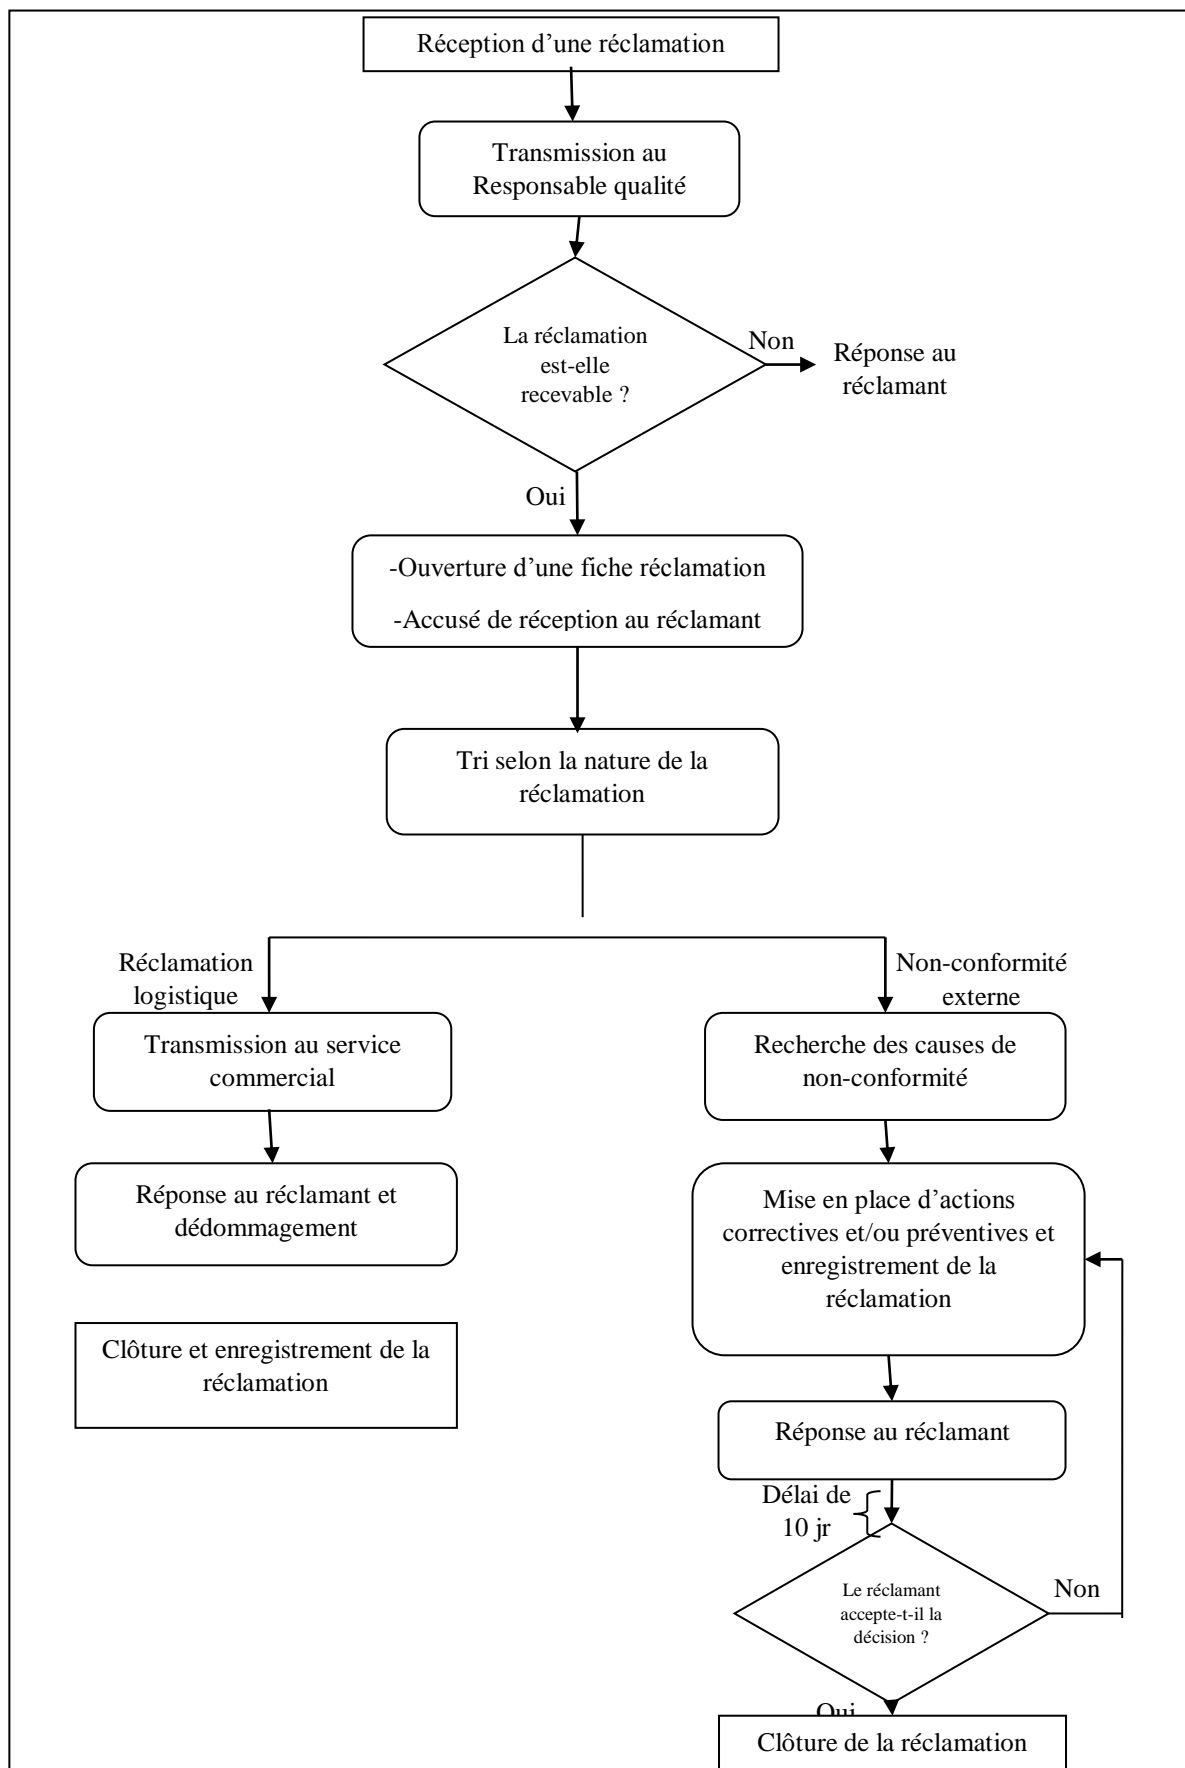 Réception d’une réclamation
Transmission au
Responsable qualité
La réclamation
est-elle
recevable ?
Non
Réponse au
réclamant
Oui
-Ouverture d’une fiche réclamation
-Accusé de réception au réclamant
Tri selon la nature de la
réclamation
Réclamation
logistique
Transmission au service
commercial
Réponse au réclamant et
dédommagement
Clôture et enregistrement de la
réclamation
Non-conformité
externe
Recherche des causes de
non-conformité
Mise en place d’actions
correctives et/ou préventives et
enregistrement de la
réclamation
Réponse au réclamant
Délai de
10 jr
Le réclamant
accepte-t-il la
décision ?
Non
Oui
Clôture de la réclamation